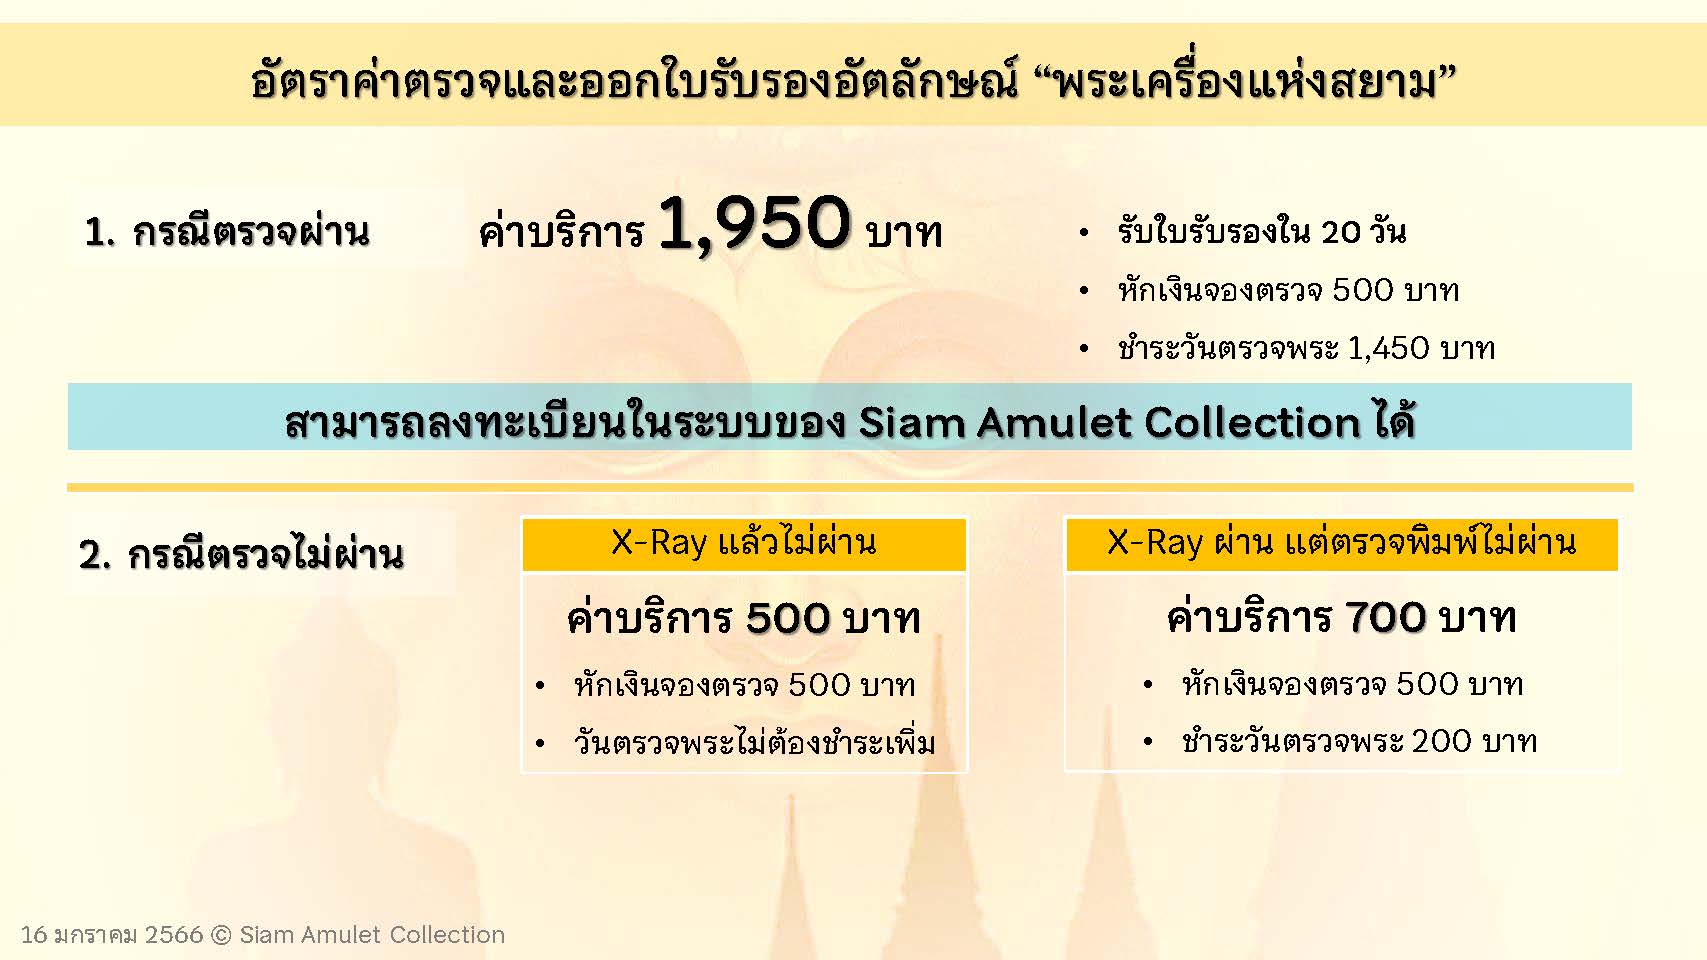 อัตราค่าตรวจและออกใบรับรองอัตลักษณ์ “พระเครื่องแห่งสยาม”
1. กรณีตรวจผ่าน
ค่าบริการ 1,950 บาท
• รับใบรับรองใน 20 วัน
• หักเงินจองตรวจ 500 บาท
• ชำระวันตรวจพระ 1,450 บาท
สามารถลงทะเบียนในระบบของ Siam Amulet Collection ได้
2. กรณีตรวจไม่ผ่าน
X-Ray แล้วไม่ผ่าน
ค่าบริการ 500 บาท
• หักเงินจองตรวจ 500 บาท
• วันตรวจพระไม่ต้องชำระเพิ่ม
X-Ray ผ่าน แต่ตรวจพิมพ์ไม่ผ่าน
ค่าบริการ 700 บาท
• หักเงินจองตรวจ 500 บาท
• ชำระวันตรวจพระ 200 บาท
16 มกราคม 2566 © Siam Amulet Collection